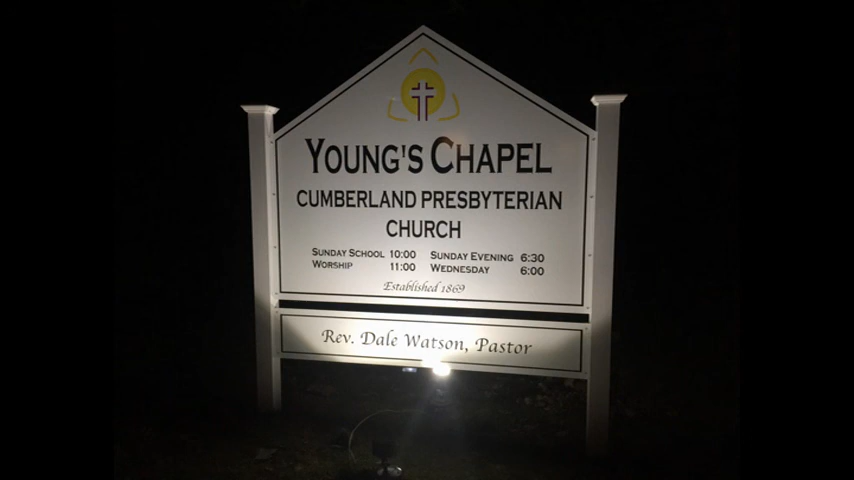 YOUNG'S CHAPEL
CUMBERLAND PRESBYTERIAN
CHURCH
SUNDAY SCHOOL 10:00 SUNDAY EVENING 6:30
WORSHIP 11:00 WEDNESDAY 6:00
Established 1869
Rev. Dale Watson, Pastor